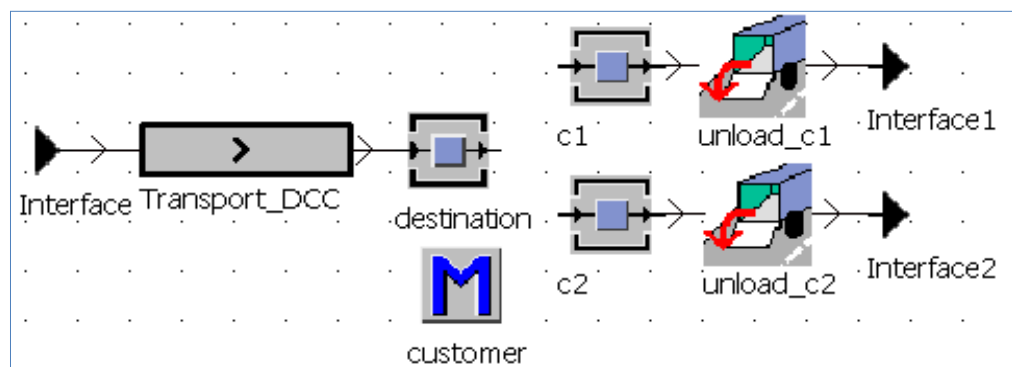 c1
unload_c1
Interface1
Interface
Transport_DCC
destination
c2
unload_c2
Interface2
M
customer